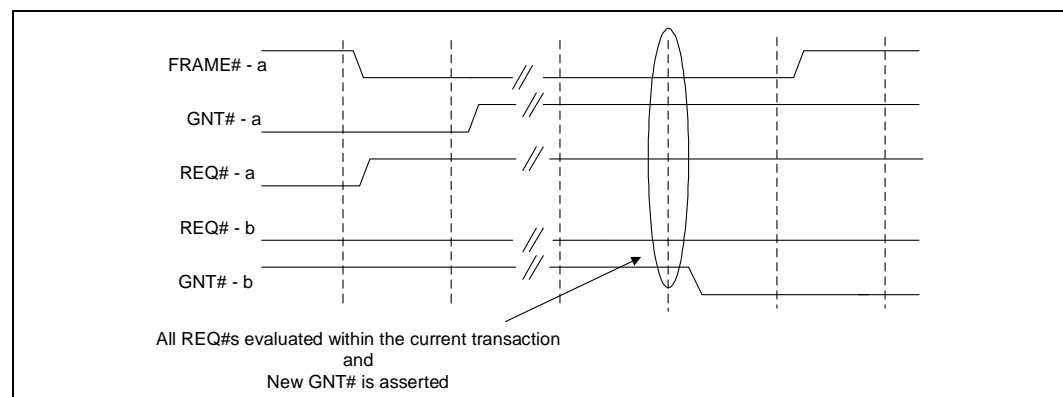 FRAME# - a
GNT# - a
REQ# - a
REQ# - b
GNT# - b
All REQ#s evaluated within the current transaction
and
New GNT# is asserted